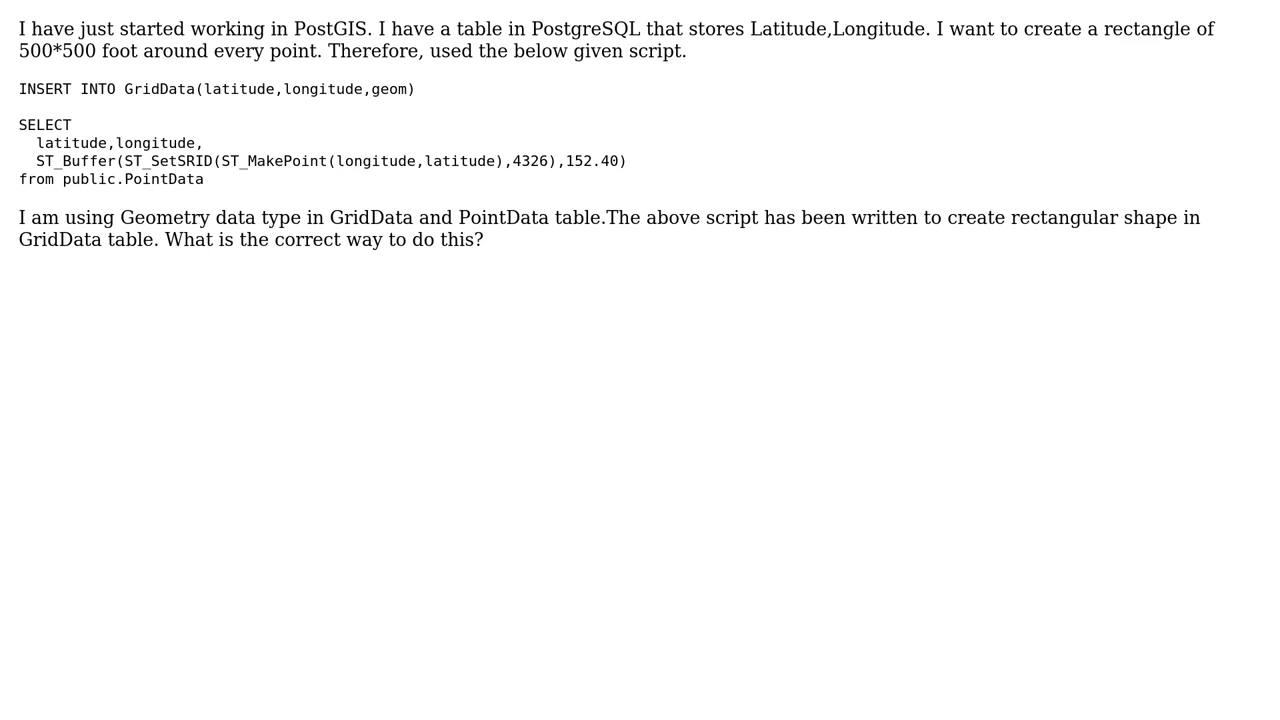 I have just started working in PostGIS. I have a table in PostgreSQL that stores Latitude,Longitude. I want to create a rectangle of
500*500 foot around every point. Therefore, used the below given script.
INSERT INTO GridData(latitude,longitude,geom)
SELECT
  latitude,longitude,
  ST_Buffer(ST_SetSRID(ST_MakePoint(longitude,latitude),4326),152.40)
from public.PointData
I am using Geometry data type in GridData and PointData table.The above script has been written to create rectangular shape in
GridData table. What is the correct way to do this?